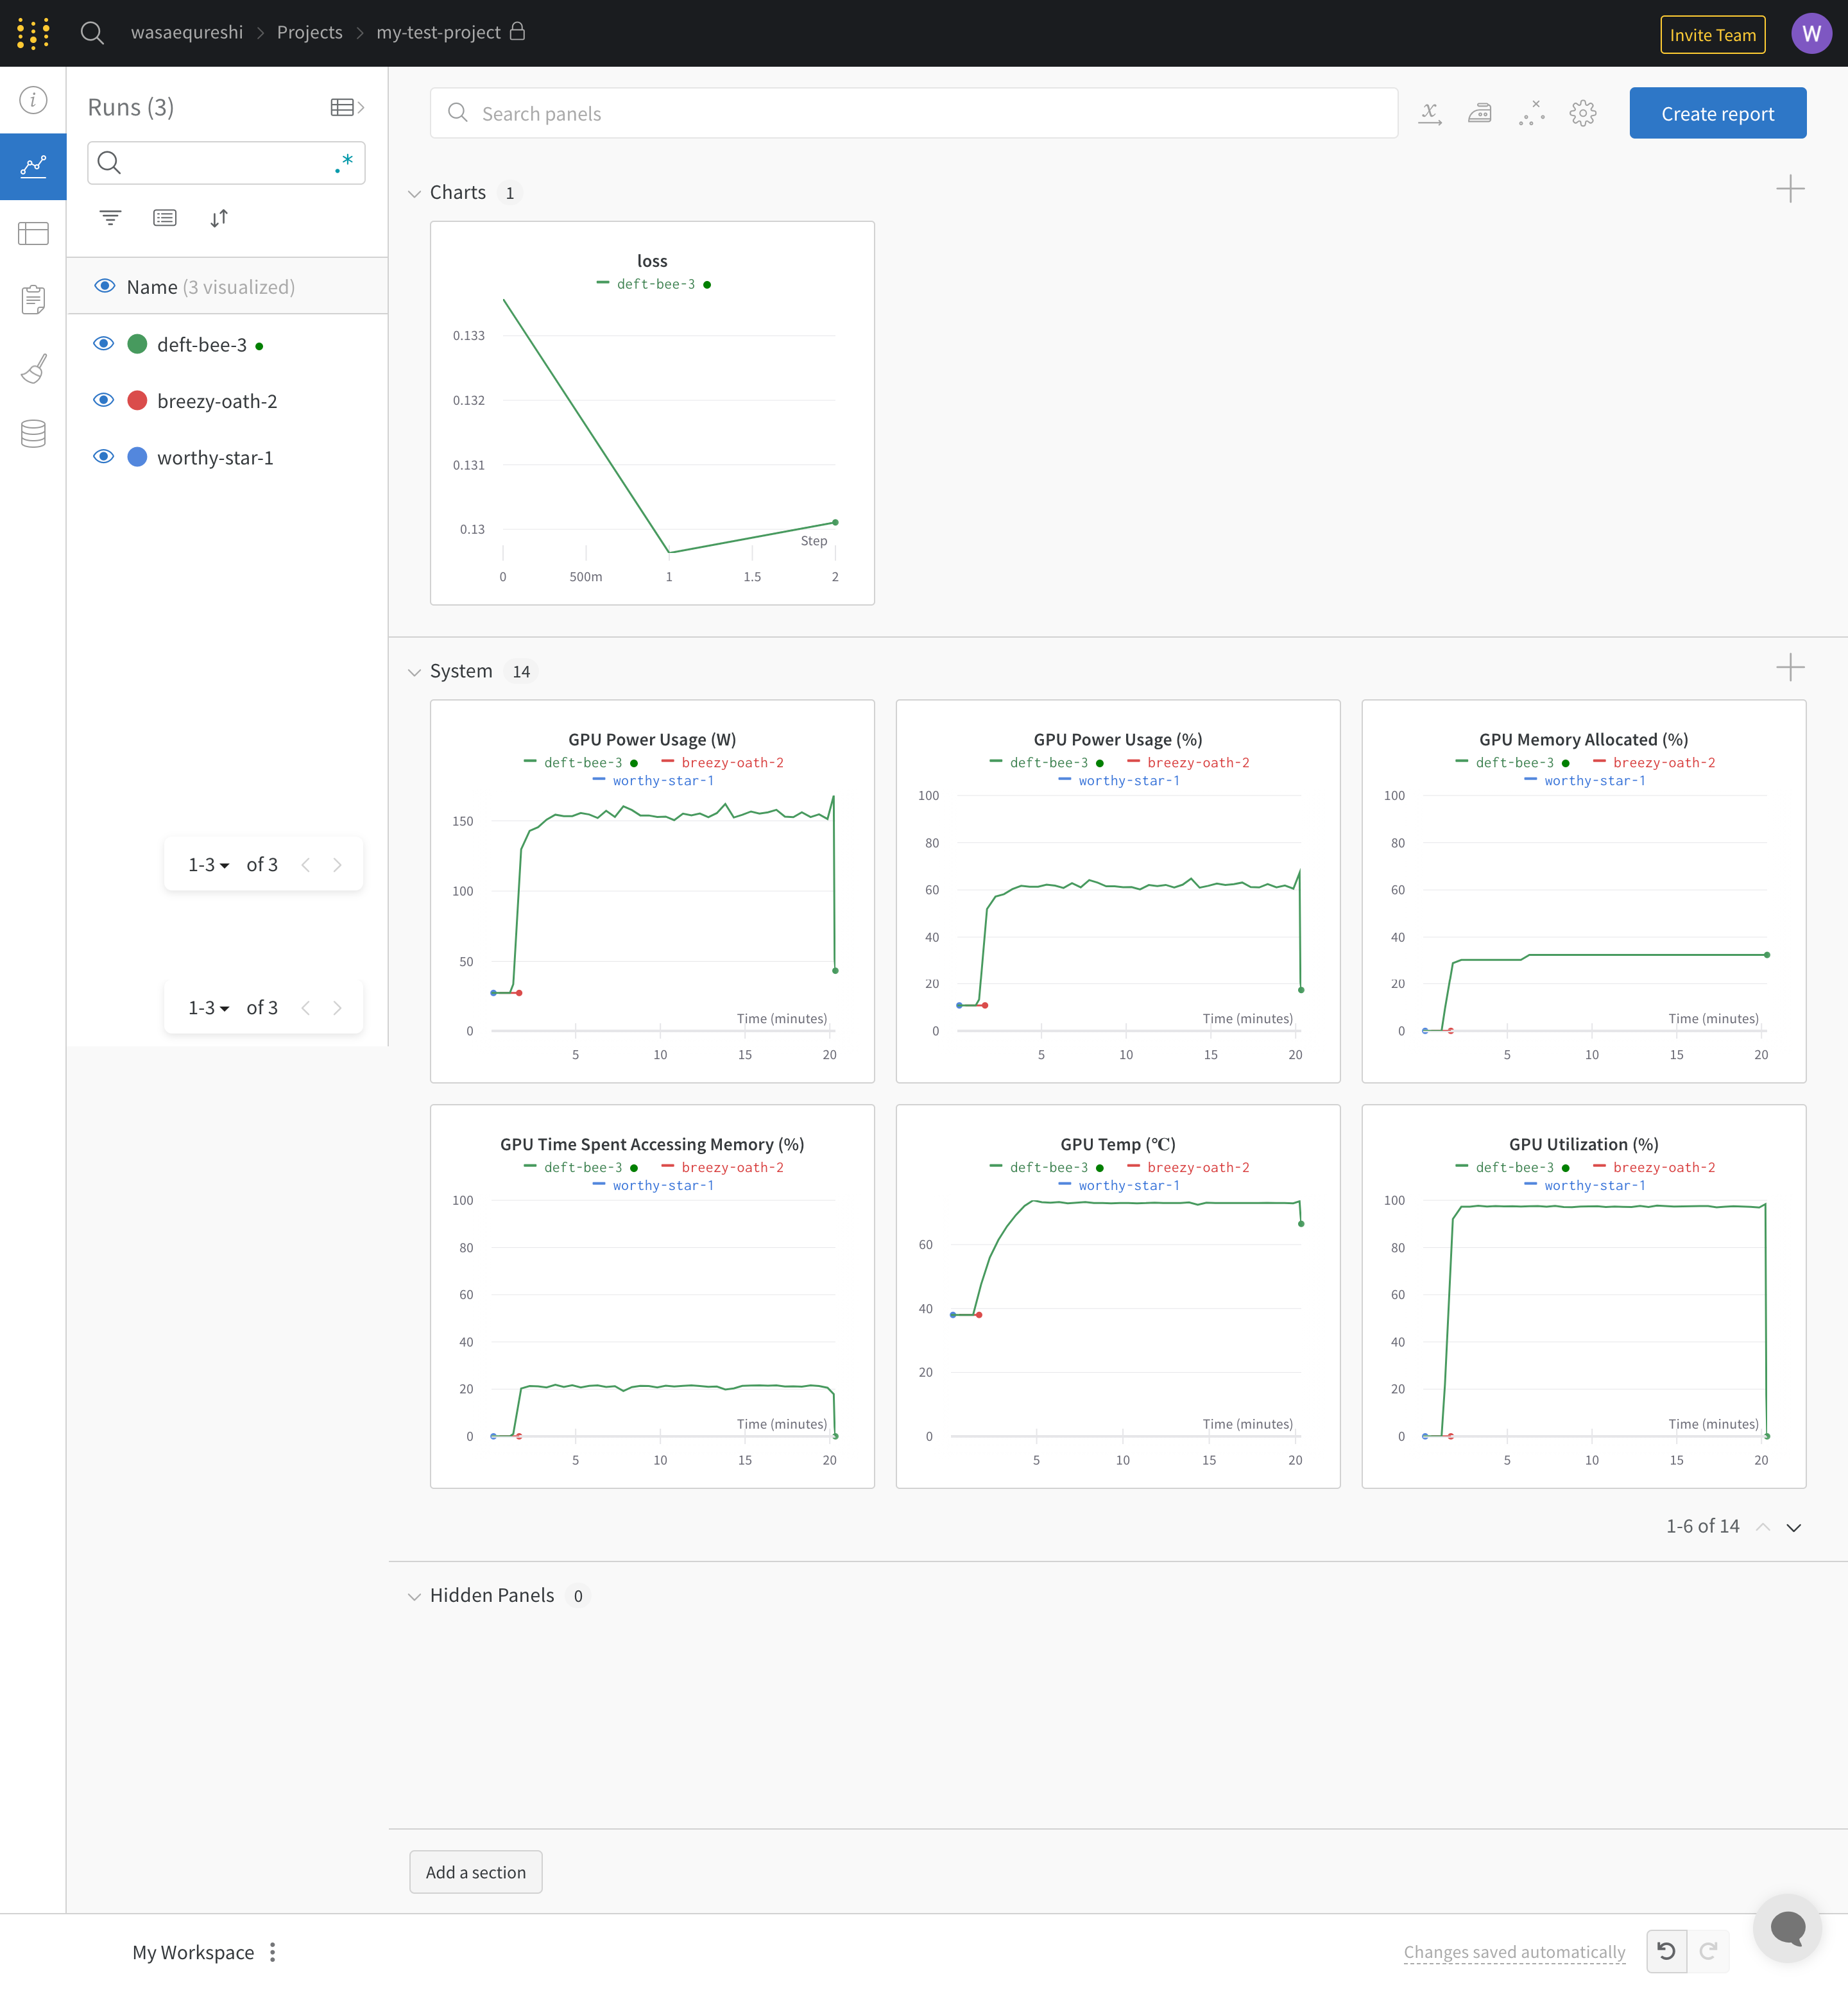 wasaequreshi > Projects > my-test-project
Invite Team
W
Runs (3)
.*
Name (3 visualized)
deft-bee-3
breezy-oath-2
worthy-star-1
1-3 of 3
1-3 of 3
Search panels
Create report
Charts 1
loss
deft-bee-3
0.133
0.132
0.131
0.13
Step
0 500m 1 1.5 2
System 14
GPU Power Usage (W)
deft-bee-3 breezy-oath-2
worthy-star-1
150
100
50
0
Time (minutes)
5 10 15 20
GPU Power Usage (%)
deft-bee-3 breezy-oath-2
worthy-star-1
100
80
60
40
20
0
Time (minutes)
5 10 15 20
GPU Memory Allocated (%)
deft-bee-3 breezy-oath-2
worthy-star-1
100
80
60
40
20
0
Time (minutes)
5 10 15 20
GPU Time Spent Accessing Memory (%)
deft-bee-3 breezy-oath-2
worthy-star-1
100
80
60
40
20
0
Time (minutes)
5 10 15 20
GPU Temp (℃)
deft-bee-3 breezy-oath-2
worthy-star-1
60
40
20
0
Time (minutes)
5 10 15 20
GPU Utilization (%)
deft-bee-3 breezy-oath-2
worthy-star-1
100
80
60
40
20
0
Time (minutes)
5 10 15 20
1-6 of 14
Hidden Panels 0
Add a section
My Workspace
Changes saved automatically